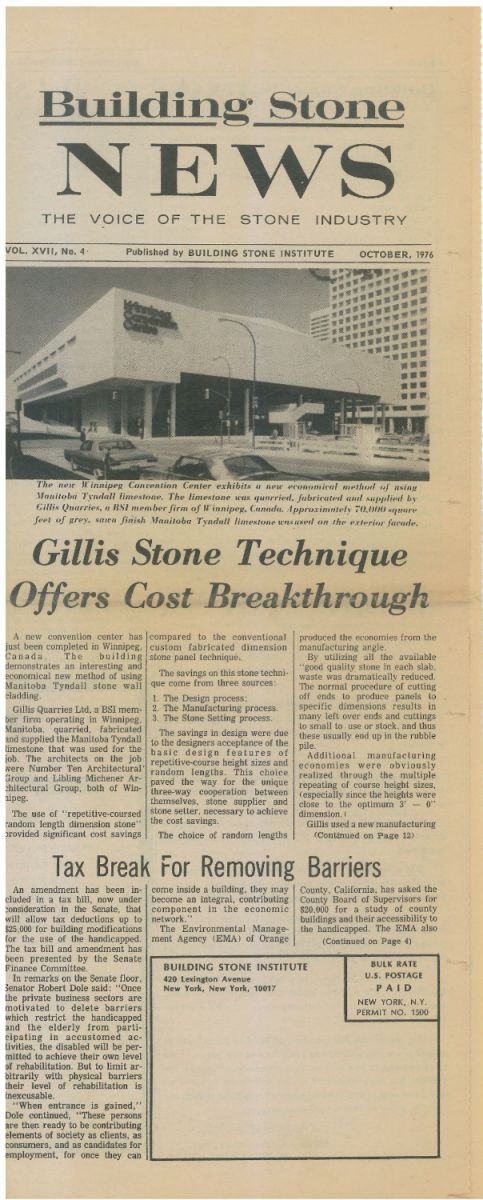 Building Stone
NEWS
THE VOICE OF THE STONE INDUSTRY
VOL. XVII, No. 4
Published by BUILDING STONE INSTITUTE
OCTOBER, 1976
Winnipeg
Convention
Centre
The new Winnipeg Convention Center exhibits a new economical method of using
Manitoba Tyndall limestone. The limestone was quarried, fabricated and supplied by
Gillis Quarries, a BSI member firm of Winnipeg, Canada. Approximately 70,000 square
feet of grey, sawn finish Manitoba Tyndall limestone was used on the exterior facade.
Gillis Stone Technique
Offers Cost Breakthrough
A new convention center has
just been completed in Winnipeg,
Canada. The building
demonstrates an interesting and
economical new method of using
Manitoba Tyndall stone wall
cladding.
Gillis Quarries Ltd, a BSI mem-
ber firm operating in Winnipeg,
Manitoba, quarried, fabricated
and supplied the Manitoba Tyndall
limestone that was used for the
job. The architects on the job
were Number Ten Architectural
Group and Libling Michener Ar-
chitectural Group, both of Win-
nipeg.
The use of "repetitive-coursed
random length dimension stone"
provided significant cost savings
compared to the conventional
custom fabricated dimension
stone panel technique.
The savings on this stone techni-
que come from three sources:
1. The Design process;
2. The Manufacturing process.
3. The Stone Setting process.
The savings in design were due
to the designers acceptance of the
basic design features of
repetitive-course height sizes and
random lengths. This choice
paved the way for the unique
three-way cooperation between
themselves, stone supplier and
stone setter, necessary to achieve
the cost savings.
The choice of random lengths
produced the economies from the
manufacturing angle.
By utilizing all the available
"good quality stone in each slab,
waste was dramatically reduced.
The normal procedure of cutting
off ends to produce panels to
specific dimensions results in
many left over ends and cuttings
to small to use or stock, and thus
these usually end up in the rubble
pile.
Additional manufacturing
economies were obviously
realized through the multiple
repeating of course height sizes,
(especially since the heights were
close to the optimum 3' — 0"
dimension.)
Gillis used a new manufacturing
(Continued on Page 12)
Tax Break For Removing Barriers
An amendment has been in-
cluded in a tax bill, now under
consideration in the Senate, that
will allow tax deductions up to
$25,000 for building modifications
for the use of the handicapped.
The tax bill and amendment has
been presented by the Senate
Finance Committee.
In remarks on the Senate floor,
Senator Robert Dole said: "Once
the private business sectors are
motivated to delete barriers
which restrict the handicapped
and the elderly from parti-
cipating in accustomed ac-
tivities, the disabled will be per-
mitted to achieve their own level
of rehabilitation. But to limit ar-
bitrarily with physical barriers
their level of rehabilitation is
inexcusable.
"When entrance is gained,"
Dole continued, "These persons
are then ready to be contributing
elements of society as clients, as
consumers, and as candidates for
employment, for once they can
come inside a building, they may
become an integral, contributing
component in the economic
network."
The Environmental Manage-
ment Agency (EMA) of Orange
County, California, has asked the
County Board of Supervisors for
$20,000 for a study of county
buildings and their accessibility to
the handicapped. The EMA also
(Continued on Page 4)
BUILDING STONE INSTITUTE
420 Lexington Avenue
New York, New York, 10017
BULK RATE
U.S. POSTAGE
PAID
NEW YORK, N.Y.
PERMIT NO. 1500